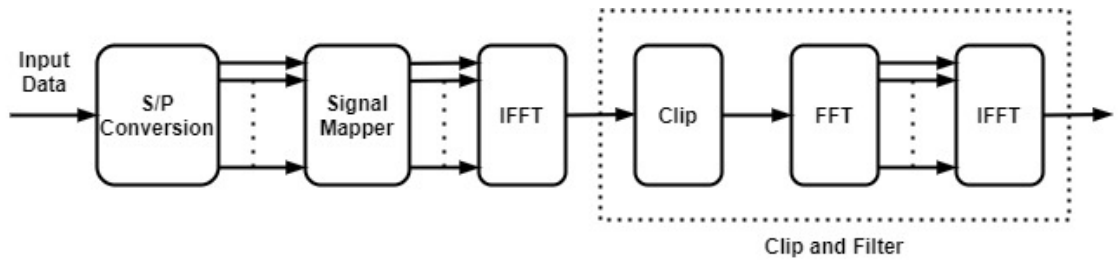 Input
Data
S/P
Conversion
Signal
Mapper
IFFT
Clip
FFT
IFFT
Clip and Filter